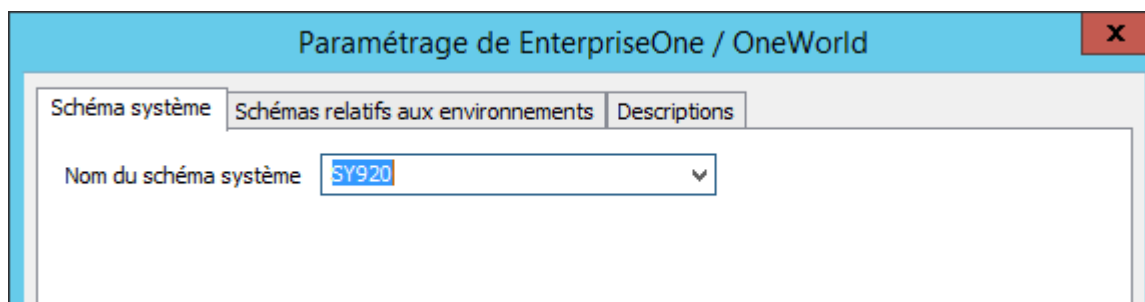 Paramétrage de EnterpriseOne / OneWorld
x
Schéma système Schémas relatifs aux environnements Descriptions
Nom du schéma système SY920